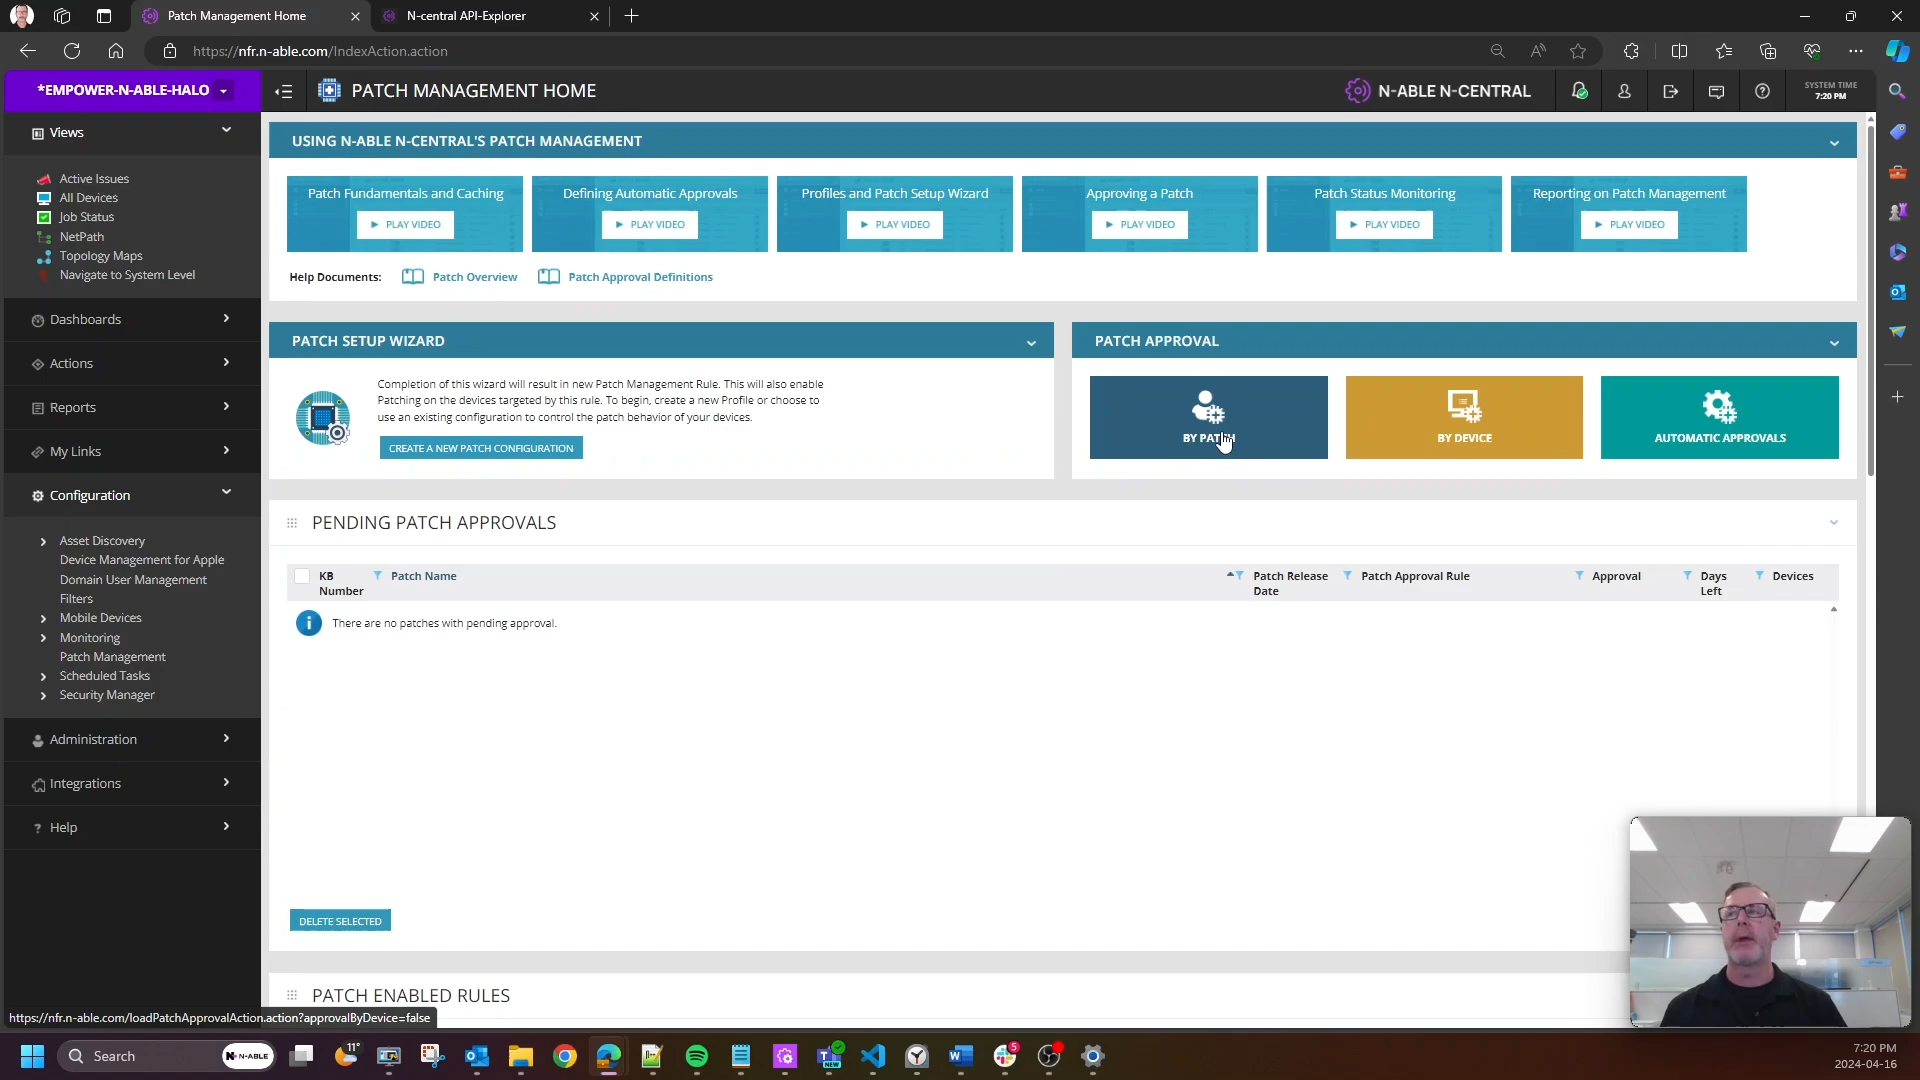 Patch Management Home
N-central API-Explorer
https://nfr.n-able.com/IndexAction.action
*EMPOWER-N-ABLE-HALO
PATCH MANAGEMENT HOME
N-ABLE N-CENTRAL
SYSTEM TIME
7:20 PM
Views
Active Issues
All Devices
Job Status
NetPath
Topology Maps
Navigate to System Level
Dashboards
Actions
Reports
My Links
Configuration
Asset Discovery
Device Management for Apple
Domain User Management
Filters
Mobile Devices
Monitoring
Patch Management
Scheduled Tasks
Security Manager
Administration
Integrations
Help
USING N-ABLE N-CENTRAL'S PATCH MANAGEMENT
Patch Fundamentals and Caching
PLAY VIDEO
Defining Automatic Approvals
PLAY VIDEO
Profiles and Patch Setup Wizard
PLAY VIDEO
Approving a Patch
PLAY VIDEO
Patch Status Monitoring
PLAY VIDEO
Reporting on Patch Management
PLAY VIDEO
Help Documents: Patch Overview Patch Approval Definitions
PATCH SETUP WIZARD
Completion of this wizard will result in new Patch Management Rule. This will also enable
Patching on the devices targeted by this rule. To begin, create a new Profile or choose to
use an existing configuration to control the patch behavior of your devices.
CREATE A NEW PATCH CONFIGURATION
PATCH APPROVAL
BY PATCH
BY DEVICE
AUTOMATIC APPROVALS
PENDING PATCH APPROVALS
KB Number
Patch Name
Patch Release Date
Patch Approval Rule
Approval
Days Left
Devices
There are no patches with pending approval.
DELETE SELECTED
PATCH ENABLED RULES
https://nfr.n-able.com/loadPatchApprovalAction.action?approvalByDevice=false
Search
N-ABLE
11°
NEW
5
7:20 PM
2024-04-16